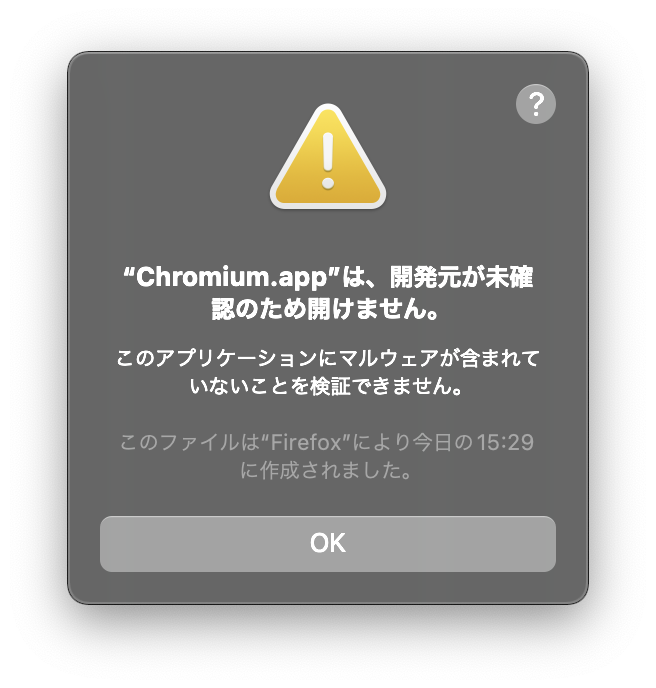 ?
“Chromium.app”は、開発元が未確
認のため開けません。
このアプリケーションにマルウェアが含まれて
いないことを検証できません。
このファイルは“Firefox”により今日の15:29
に作成されました。
OK